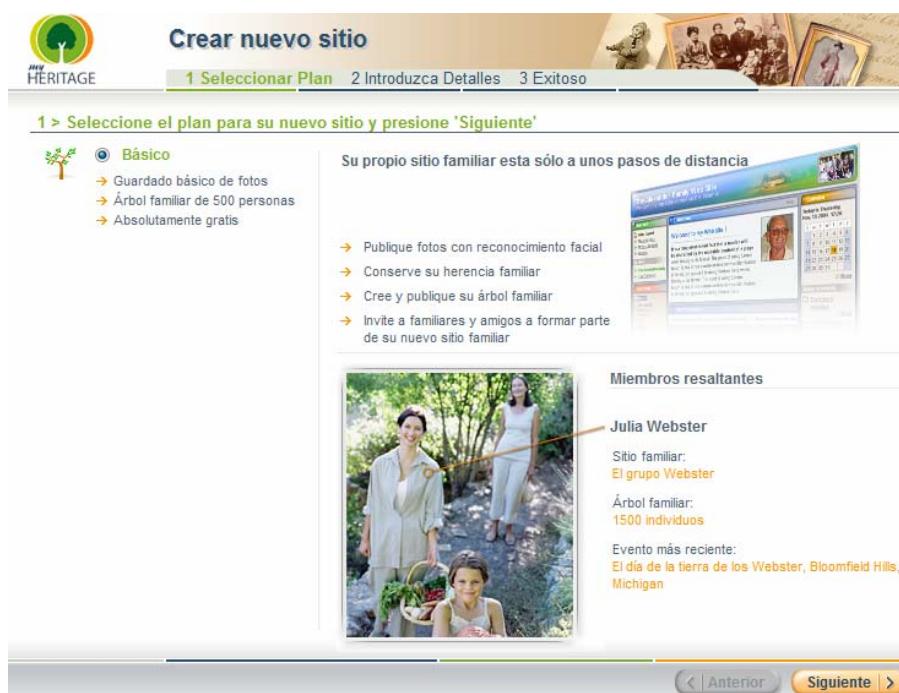 my
HERITAGE
Crear nuevo sitio
1 Seleccionar Plan 2 Introduzca Detalles 3 Exitoso
1 > Seleccione el plan para su nuevo sitio y presione 'Siguiente'
Básico
Guardado básico de fotos
Árbol familiar de 500 personas
Absolutamente gratis
Su propio sitio familiar esta sólo a unos pasos de distancia
Publique fotos con reconocimiento facial
Conserve su herencia familiar
Cree y publique su árbol familiar
Invite a familiares y amigos a formar parte
de su nuevo sitio familiar
Miembros resaltantes
Julia Webster
Sitio familiar:
El grupo Webster
Árbol familiar:
1500 individuos
Evento más reciente:
El día de la tierra de los Webster, Bloomfield Hills,
Michigan
< Anterior
Siguiente >